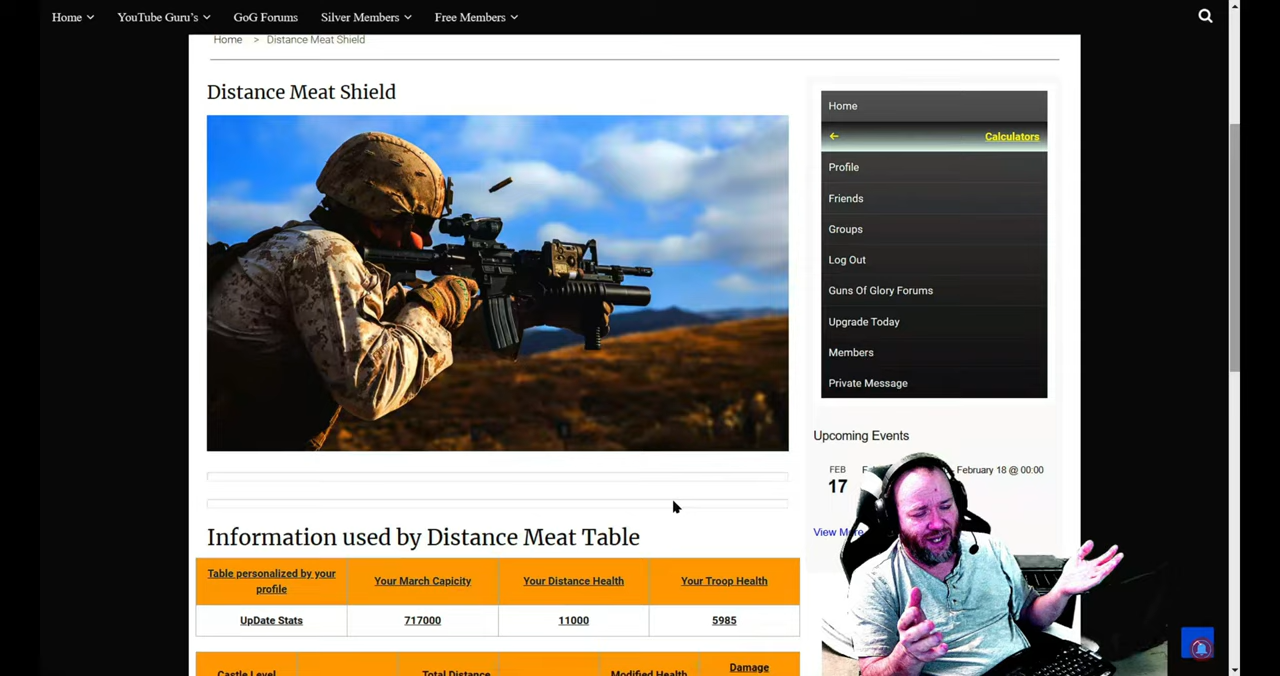 Home YouTube Guru's GoG Forums Silver Members Free Members
Home > Distance Meat Shield
Distance Meat Shield
Home
Calculators
Profile
Friends
Groups
Log Out
Guns Of Glory Forums
Upgrade Today
Members
Private Message
Upcoming Events
FEB
17
February 18 @ 00:00
View More
Information used by Distance Meat Table
Table personalized by your
profile
Your March Capicity
Your Distance Health
Your Troop Health
UpDate Stats
717000
11000
5985
Castle Level
Total Distance
Modified Health
Damage